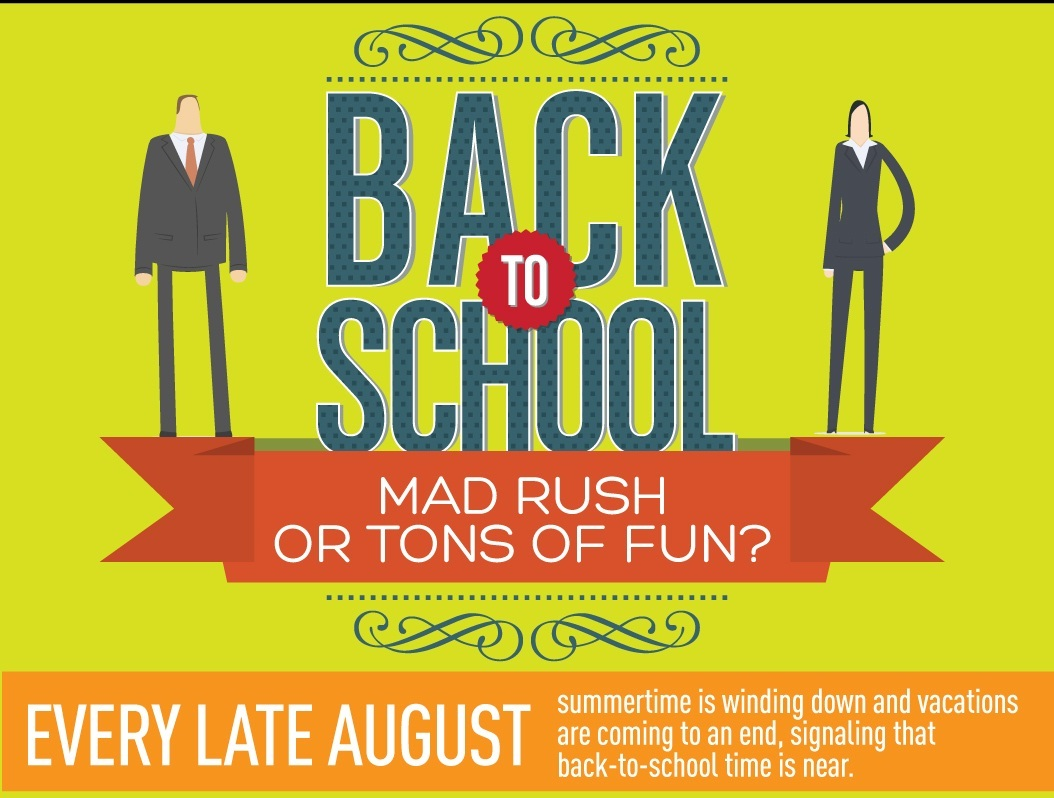 BACK
TO
SCHOOL
MAD RUSH
OR TONS OF FUN?
EVERY LATE AUGUST
summertime is winding down and vacations
are coming to an end, signaling that
back-to-school time is near.